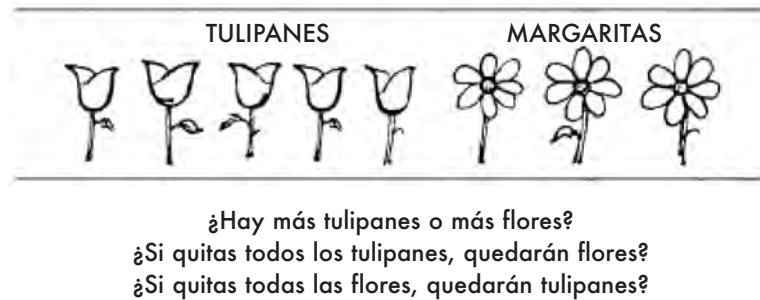 TULIPANES MARGARITAS
¿Hay más tulipanes o más flores?
¿Si quitas todos los tulipanes, quedarán flores?
¿Si quitas todas las flores, quedarán tulipanes?